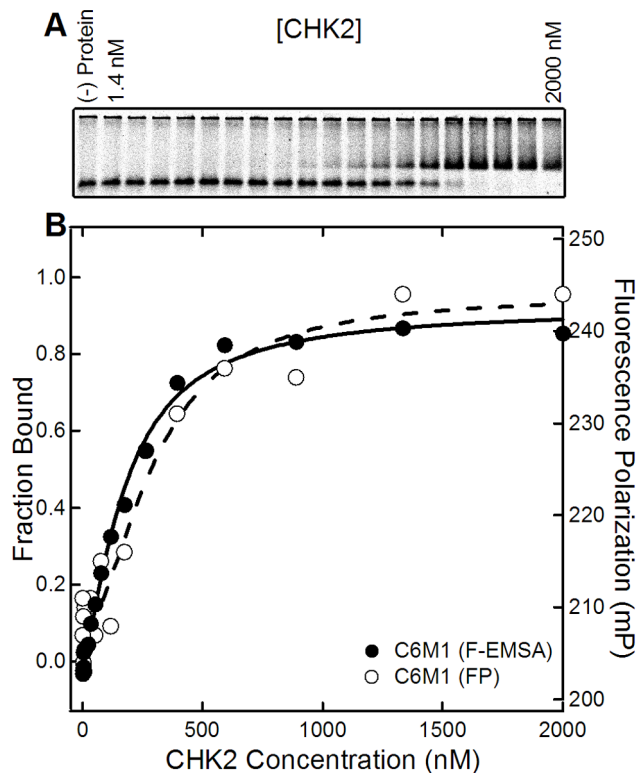 A
[CHK2]
(-) Protein
1.4 nM
2000 nM
B
Fraction Bound
1.0
0.8
0.6
0.4
0.2
0.0
250
240
230
220
210
200
Fluorescence Polarization (mP)
C6M1 (F-EMSA)
C6M1 (FP)
0
500
1000
1500
2000
CHK2 Concentration (nM)